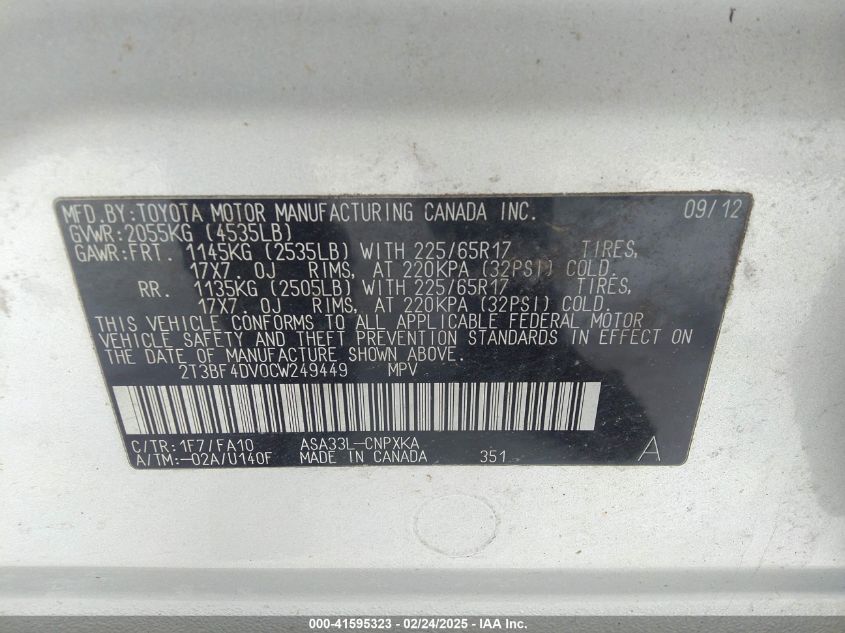 MFD.BY:TOYOTA MOTOR MANUFACTURING CANADA INC. 09/12
GVWR:2055KG (4535LB)
GAWR:FRT. 1145KG (2535LB) WITH 225/65R17 TIRES,
17X7.0J RIMS, AT 220KPA (32PSI) COLD.
RR. 1135KG (2505LB) WITH 225/65R17 TIRES,
17X7.0J RIMS, AT 220KPA (32PSI) COLD.
THIS VEHICLE CONFORMS TO ALL APPLICABLE FEDERAL MOTOR
VEHICLE SAFETY AND THEFT PREVENTION STANDARDS IN EFFECT ON
THE DATE OF MANUFACTURE SHOWN ABOVE.
2T3BF4DV0CW249449 MPV
C/TR:1F7/FA10 ASA33L-CNPXKA
A/TM:-02A/U140F MADE IN CANADA 351 A
000-41595323 - 02/24/2025 - IAA Inc.